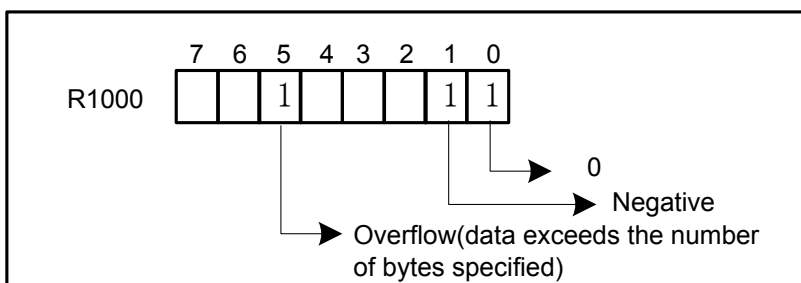 7 6 5 4 3 2 1 0
R1000 1 1 1
0
Negative
Overflow(data exceeds the number
of bytes specified)